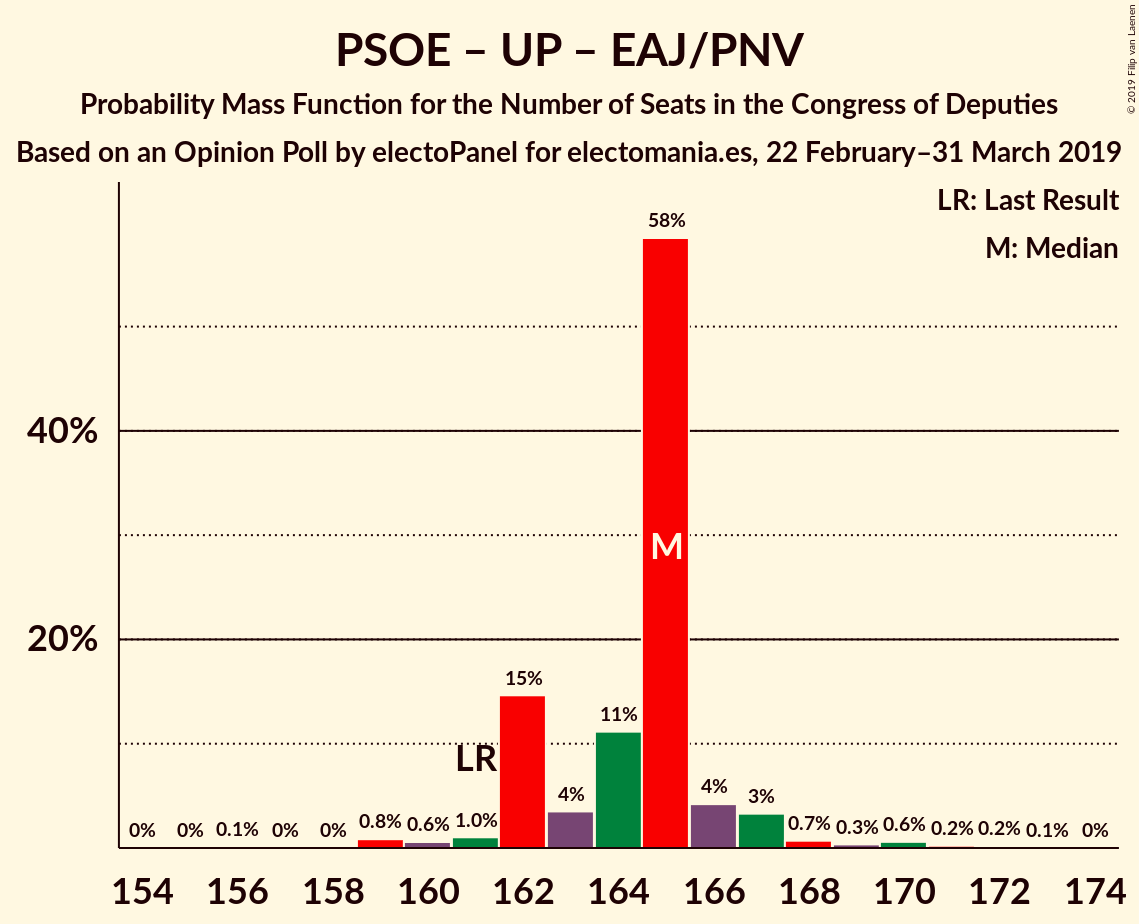 PSOE – UP – EAJ/PNV
Probability Mass Function for the Number of Seats in the Congress of Deputies
Based on an Opinion Poll by electoPanel for electomania.es, 22 February–31 March 2019
© 2019 Filip van Laenen
LR: Last Result
M: Median
58%
40%
M
20%
15%
11%
LR
4%
4%
3%
0% 0% 0.1% 0% 0% 0.8% 0.6% 1.0% 0.7% 0.3% 0.6% 0.2% 0.2% 0.1% 0%
154 156 158 160 162 164 166 168 170 172 174